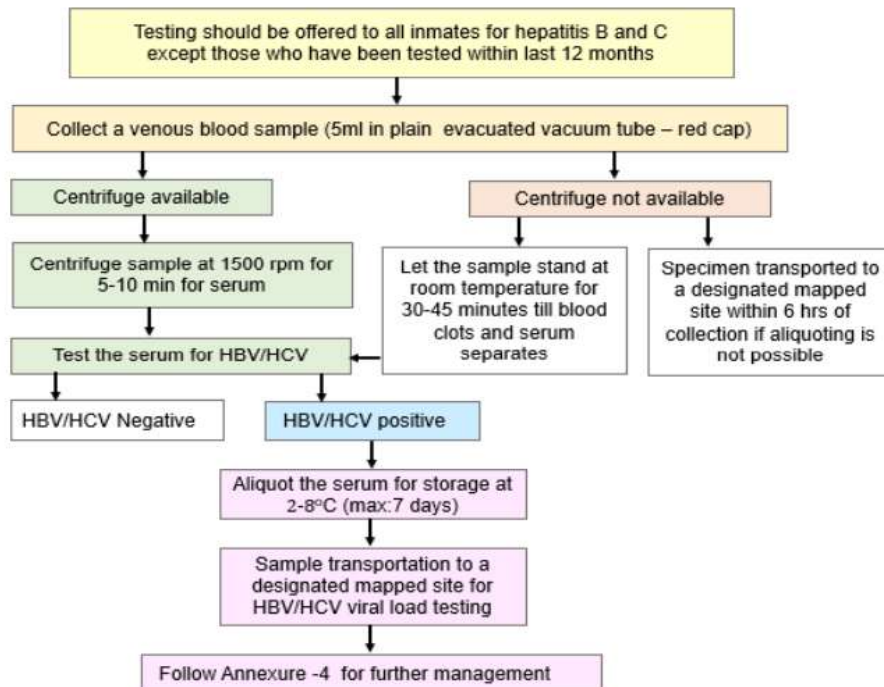 Testing should be offered to all inmates for hepatitis B and C
except those who have been tested within last 12 months
Collect a venous blood sample (5ml in plain evacuated vacuum tube – red cap)
Centrifuge available
Centrifuge not available
Centrifuge sample at 1500 rpm for
5-10 min for serum
Let the sample stand at
room temperature for
30-45 minutes till blood
clots and serum
separates
Specimen transported to
a designated mapped
site within 6 hrs of
collection if aliquoting is
not possible
Test the serum for HBV/HCV
HBV/HCV Negative
HBV/HCV positive
Aliquot the serum for storage at
2-8°C (max:7 days)
Sample transportation to a
designated mapped site for
HBV/HCV viral load testing
Follow Annexure -4 for further management